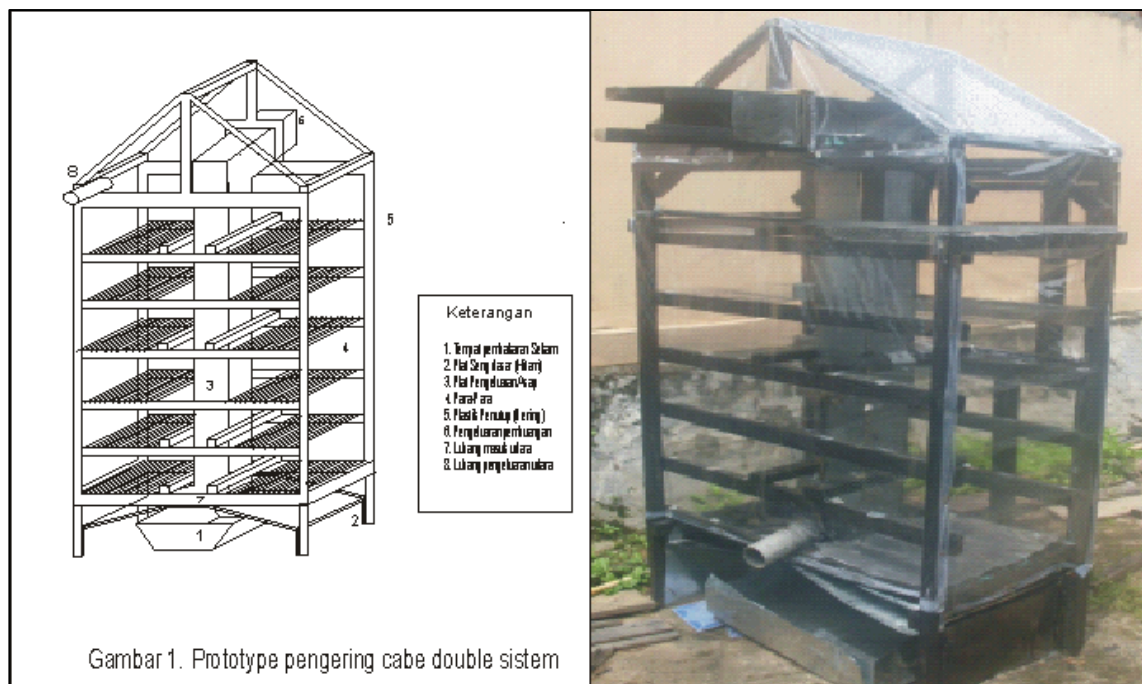 6
8
5
4
3
7
2
1
Keterangan
1. Tempat pembakaran Sekam
2. Plat Seng dasar (Hitam)
3. Plat Pengeluaran Asap
4. Para-Para
5. Plastik Penutup (Bening)
6. Pengeluaran pembuangan
7. Lubang masuk udara
8. Lubang pengeluaran udara
Gambar 1. Prototype pengering cabe double sistem